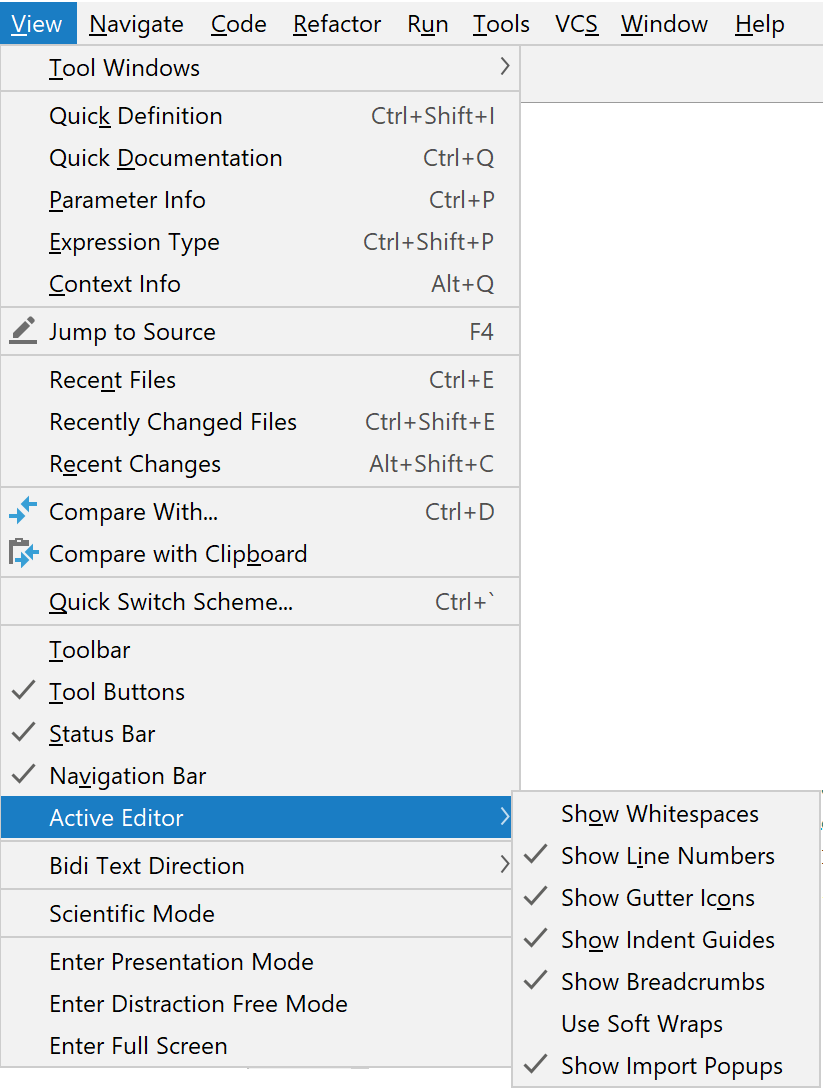 View Navigate Code Refactor Run Tools VCS Window Help
Tool Windows
Quick Definition Ctrl+Shift+I
Quick Documentation Ctrl+Q
Parameter Info Ctrl+P
Expression Type Ctrl+Shift+P
Context Info Alt+Q
Jump to Source F4
Recent Files Ctrl+E
Recently Changed Files Ctrl+Shift+E
Recent Changes Alt+Shift+C
Compare With... Ctrl+D
Compare with Clipboard
Quick Switch Scheme... Ctrl+`
Toolbar
Tool Buttons
Status Bar
Navigation Bar
Active Editor
Bidi Text Direction
Scientific Mode
Enter Presentation Mode
Enter Distraction Free Mode
Enter Full Screen
Show Whitespaces
Show Line Numbers
Show Gutter Icons
Show Indent Guides
Show Breadcrumbs
Use Soft Wraps
Show Import Popups